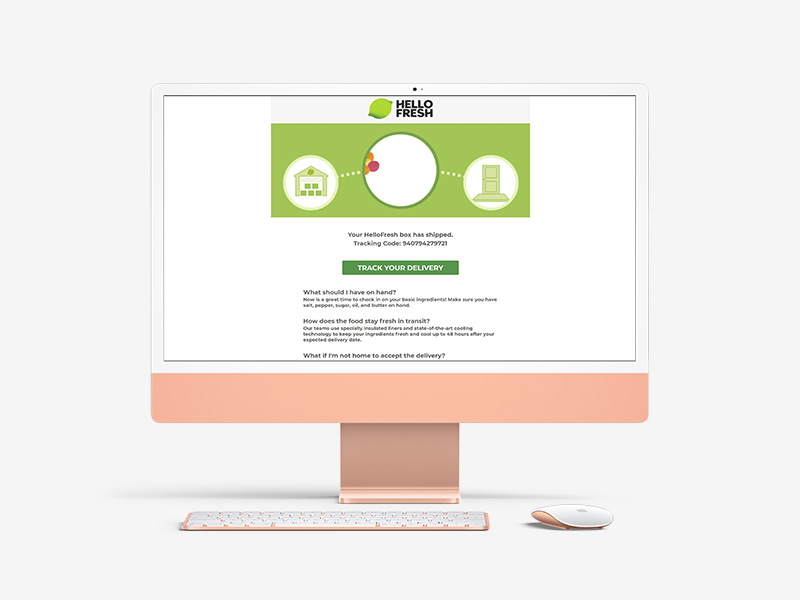 HELLO
FRESH
Your HelloFresh box has shipped.
Tracking Code: 940794279721
TRACK YOUR DELIVERY
What should I have on hand?
Now is a great time to check in on your basic ingredients! Make sure you have
salt, pepper, sugar, oil, and butter on hand.
How does the food stay fresh in transit?
Our teams use specially insulated liners and state-of-the-art cooling
technology to keep your ingredients fresh and cool up to 48 hours after your
expected delivery date.
What if I'm not home to accept the delivery?